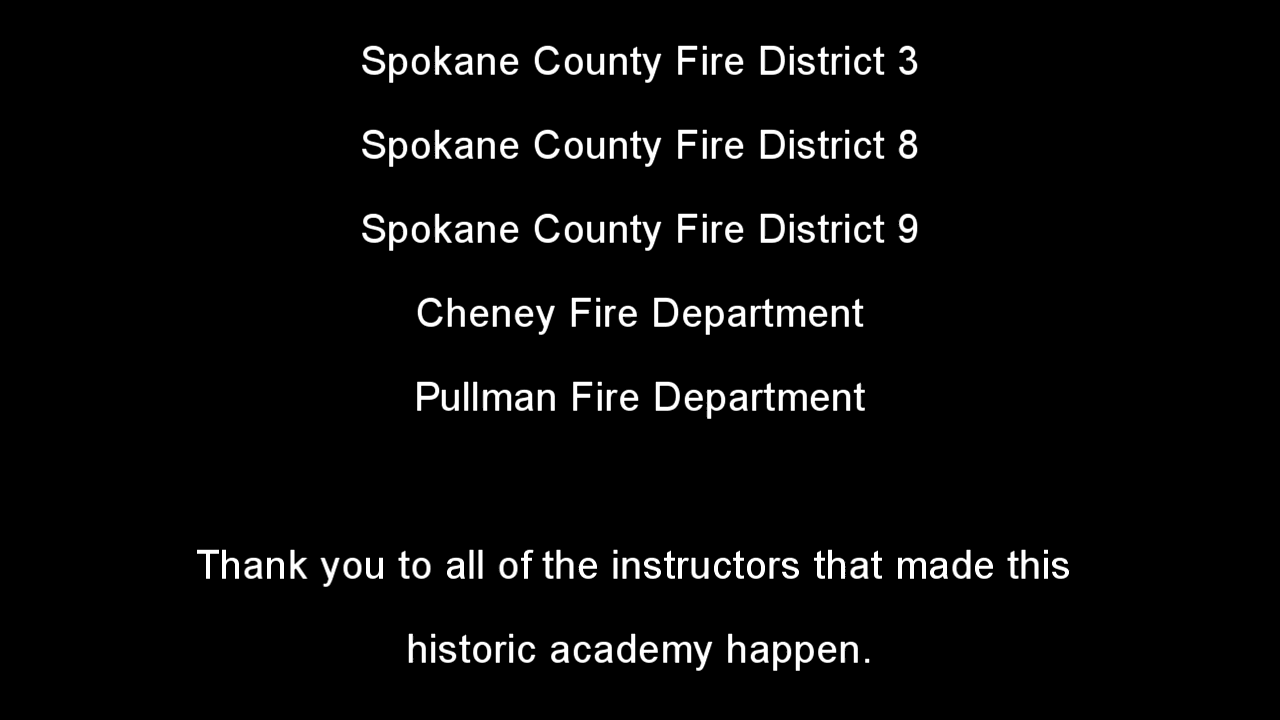 Spokane County Fire District 3
Spokane County Fire District 8
Spokane County Fire District 9
Cheney Fire Department
Pullman Fire Department
Thank you to all of the instructors that made this
historic academy happen.